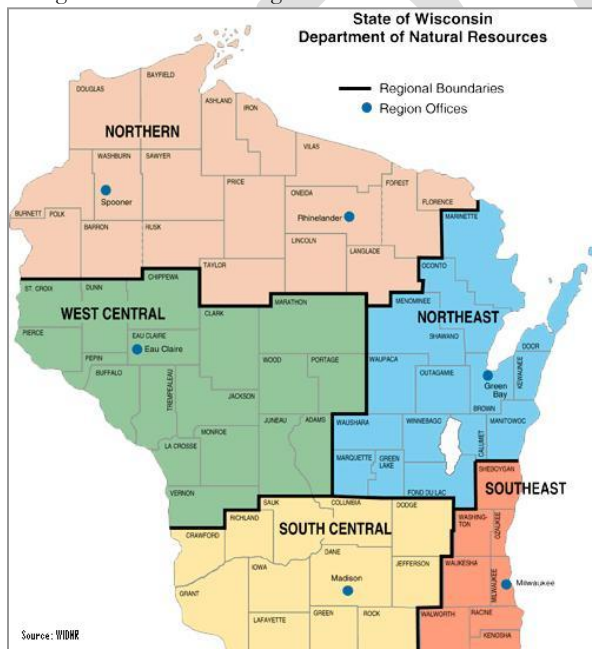 State of Wisconsin
Department of Natural Resources
Regional Boundaries
Region Offices
DOUGLAS
BAYFIELD
ASHLAND
IRON
VILAS
NORTHERN
WASHBURN
SAWYER
PRICE
ONEIDA
FOREST
FLORENCE
Spooner
Rhinelander
MARINETTE
BURNETT
POLK
BARRON
RUSK
LINCOLN
LANGLADE
TAYLOR
OCONTO
ST. CROIX
DUNN
CHIPPEWA
MARATHON
MENOMINEE
WEST CENTRAL
CLARK
NORTHEAST
PIERCE
EAU CLAIRE
Eau Claire
SHAWANO
DOOR
PEPIN
WOOD
PORTAGE
WAUPACA
BUFFALO
TREMPEALEAU
JACKSON
OUTAGAMIE
Green
Bay
KEWAUNEE
BROWN
JUNEAU
ADAMS
WAUSHARA
WINNEBAGO
CALUMET
MANITOWOC
MONROE
LA CROSSE
MARQUETTE
GREEN
LAKE
SHEBOYGAN
VERNON
FOND DU LAC
SOUTHEAST
SAUK
COLUMBIA
DODGE
RICHLAND
CRAWFORD
SOUTH CENTRAL
WASHING-
TON
OZAUKEE
DANE
IOWA
JEFFERSON
WAUKESHA
MILWAUKEE
Milwaukee
GRANT
Madison
LAFAYETTE
GREEN
ROCK
WALWORTH
RACINE
KENOSHA
Source: WIDNR